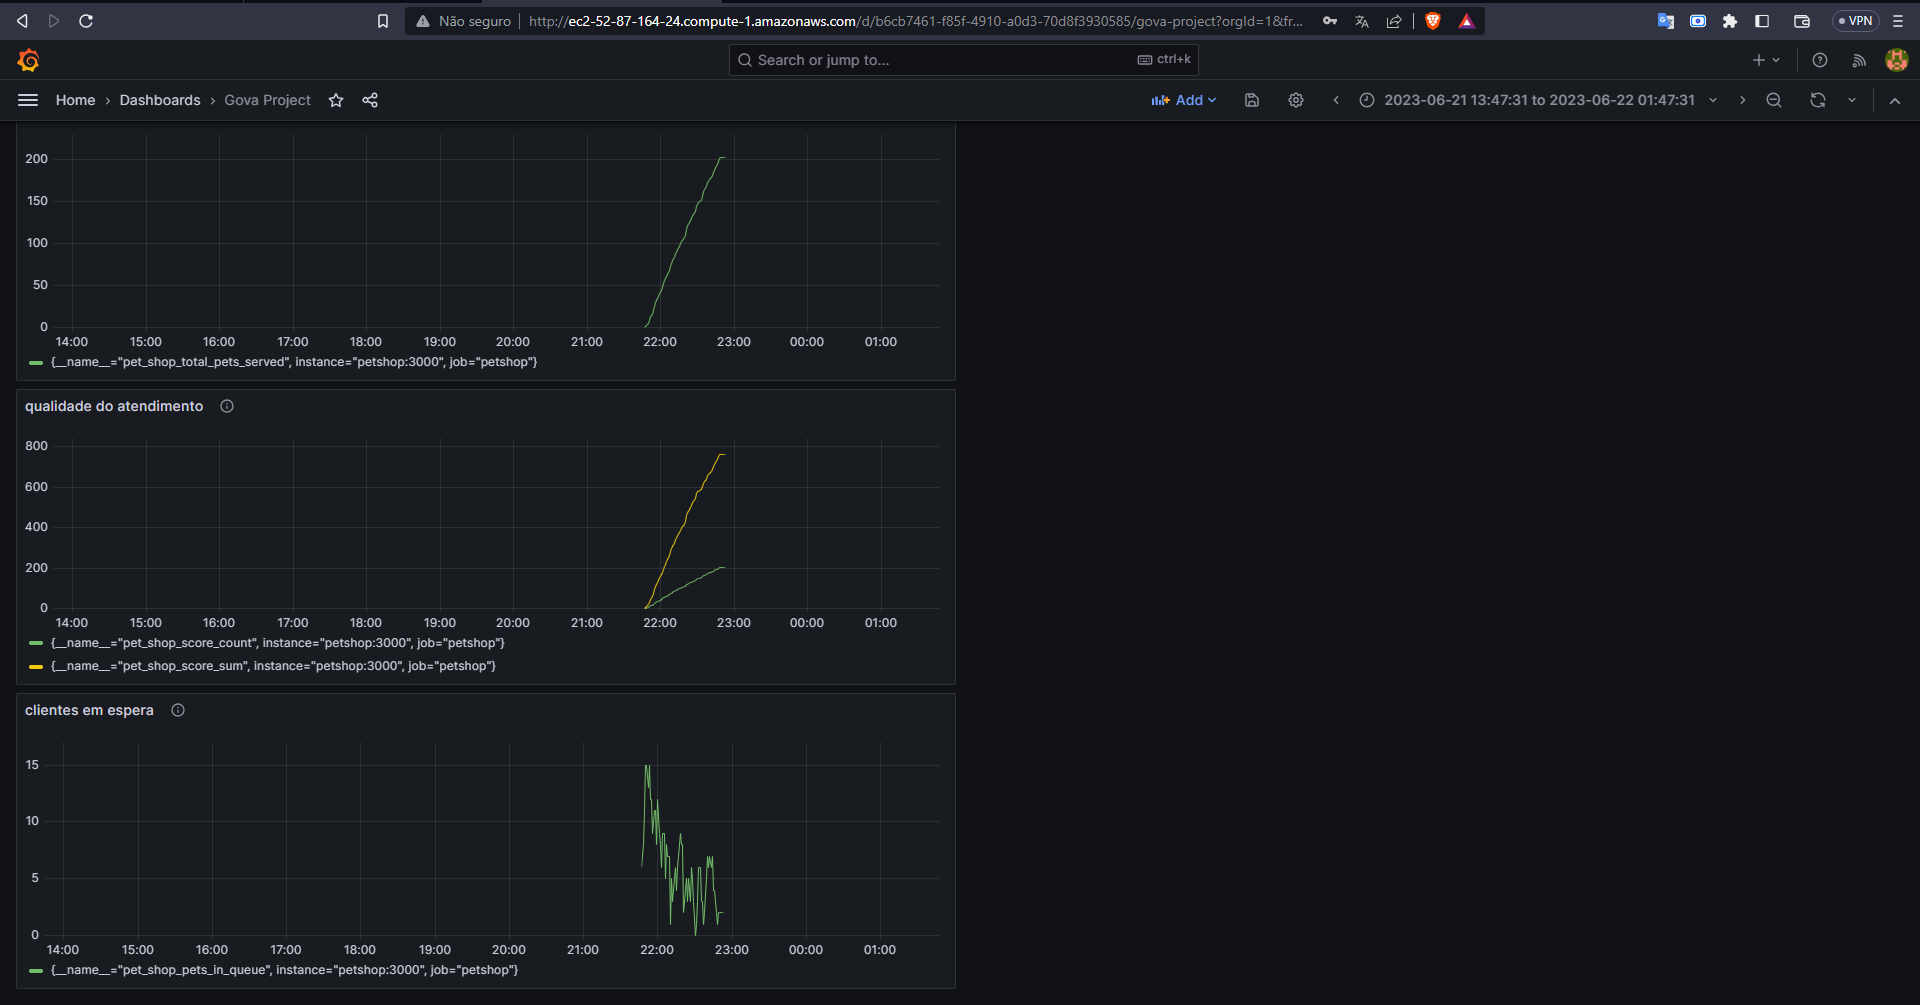 Não seguro http://ec2-52-87-164-24.compute-1.amazonaws.com/d/b6cb7461-f85f-4910-a0d3-70d8f3930585/gova-project?orgId=1&fr... VPN
Search or jump to... ctrl+k
Home › Dashboards › Gova Project Add 2023-06-21 13:47:31 to 2023-06-22 01:47:31
200
150
100
50
0
14:00 15:00 16:00 17:00 18:00 19:00 20:00 21:00 22:00 23:00 00:00 01:00
{__name__="pet_shop_total_pets_served", instance="petshop:3000", job="petshop"}
qualidade do atendimento
800
600
400
200
0
14:00 15:00 16:00 17:00 18:00 19:00 20:00 21:00 22:00 23:00 00:00 01:00
{__name__="pet_shop_score_count", instance="petshop:3000", job="petshop"}
{__name__="pet_shop_score_sum", instance="petshop:3000", job="petshop"}
clientes em espera
15
10
5
0
14:00 15:00 16:00 17:00 18:00 19:00 20:00 21:00 22:00 23:00 00:00 01:00
{__name__="pet_shop_pets_in_queue", instance="petshop:3000", job="petshop"}